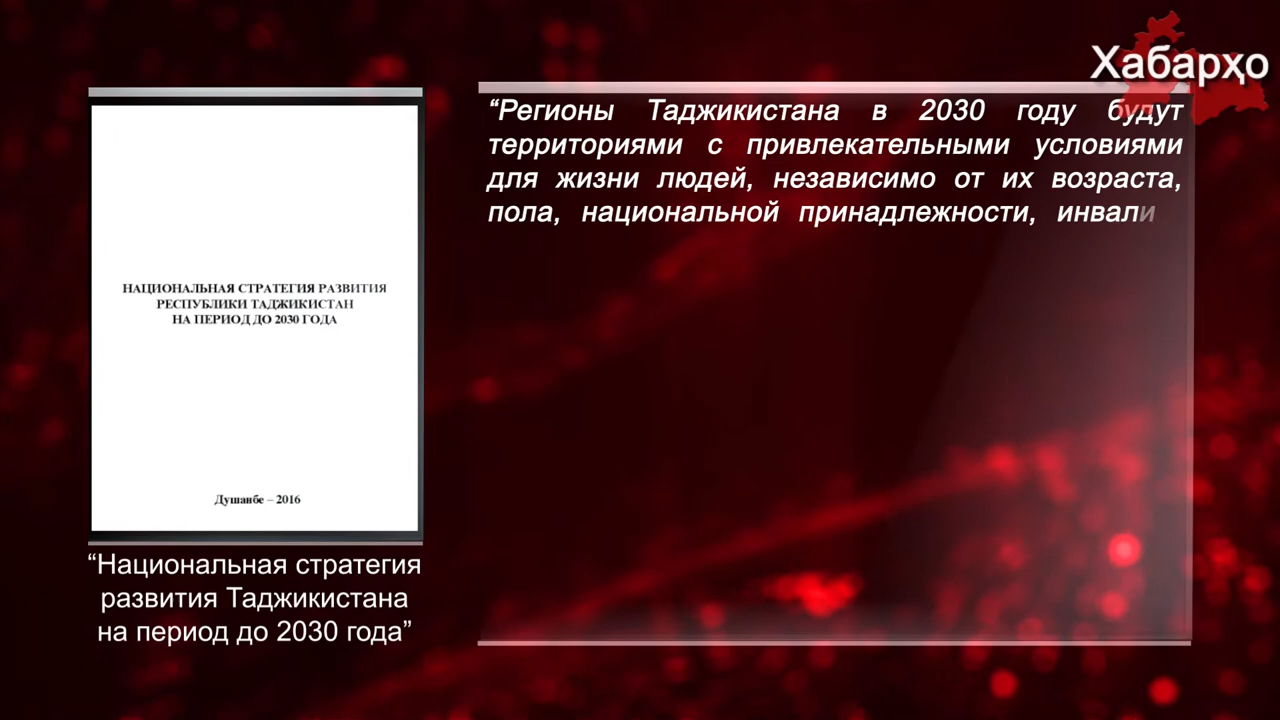 Хабарҳо
“Регионы Таджикистана в 2030 году будут
территориями с привлекательными условиями
для жизни людей, независимо от их возраста,
пола, национальной принадлежности, инвали
НАЦИОНАЛЬНАЯ СТРАТЕГИЯ РАЗВИТИЯ
РЕСПУБЛИКИ ТАДЖИКИСТАН
НА ПЕРИОД ДО 2030 ГОДА
Душанбе – 2016
“Национальная стратегия
развития Таджикистана
на период до 2030 года”